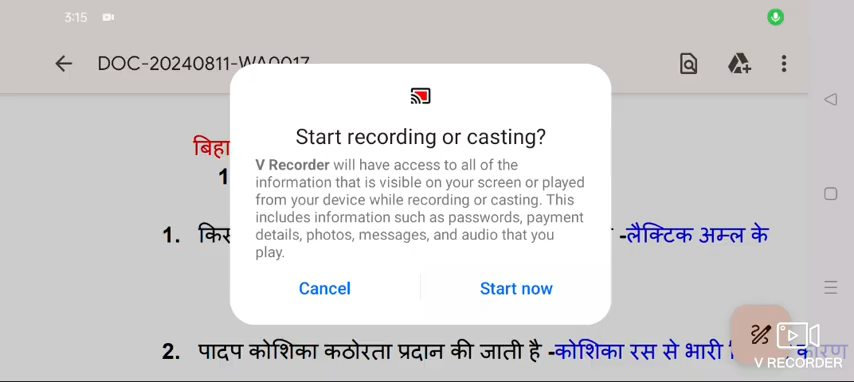 3:15
DOC-20240811-WA0017
Start recording or casting?
V Recorder will have access to all of the
information that is visible on your screen or played
from your device while recording or casting. This
includes information such as passwords, payment
details, photos, messages, and audio that you
play.
Cancel Start now
बिहा
1
1. किस -लैक्टिक अम्ल के
2. पादप कोशिका कठोरता प्रदान की जाती है -कोशिका रस से भारी कारण
V RECORDER